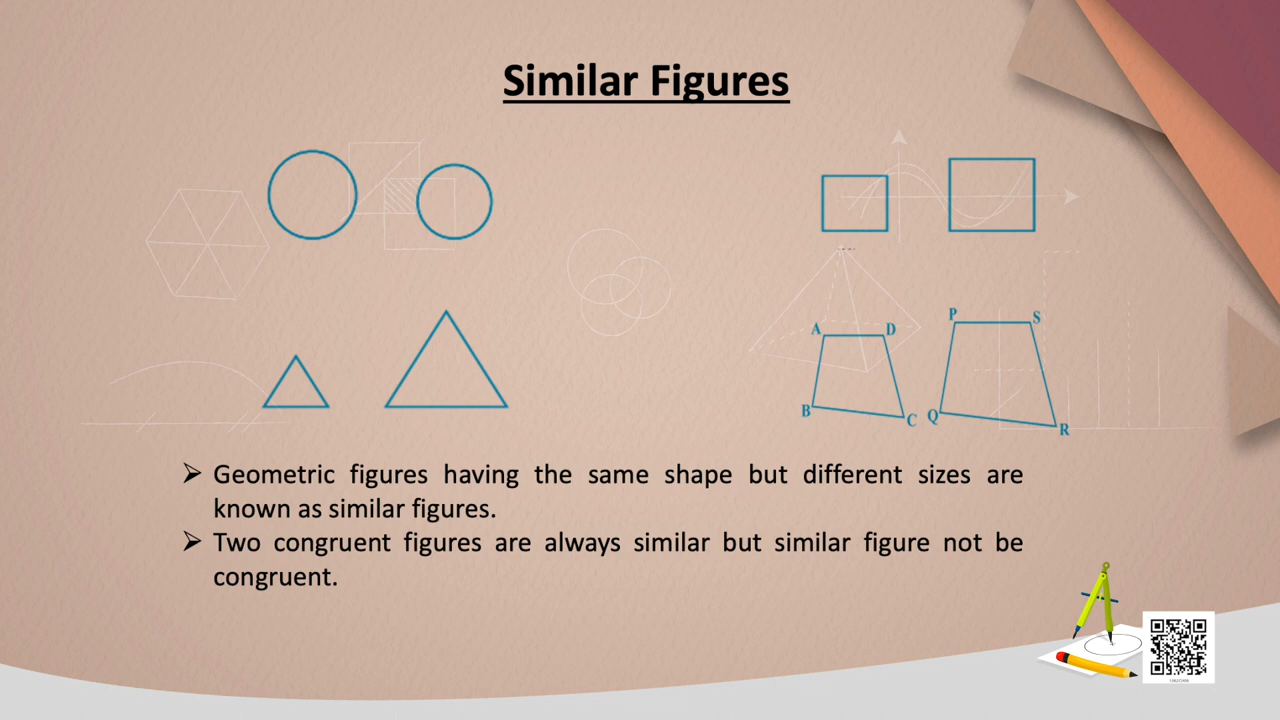 Similar Figures
A D
B C
P S
Q R
➢ Geometric figures having the same shape but different sizes are
known as similar figures.
➢ Two congruent figures are always similar but similar figure not be
congruent.